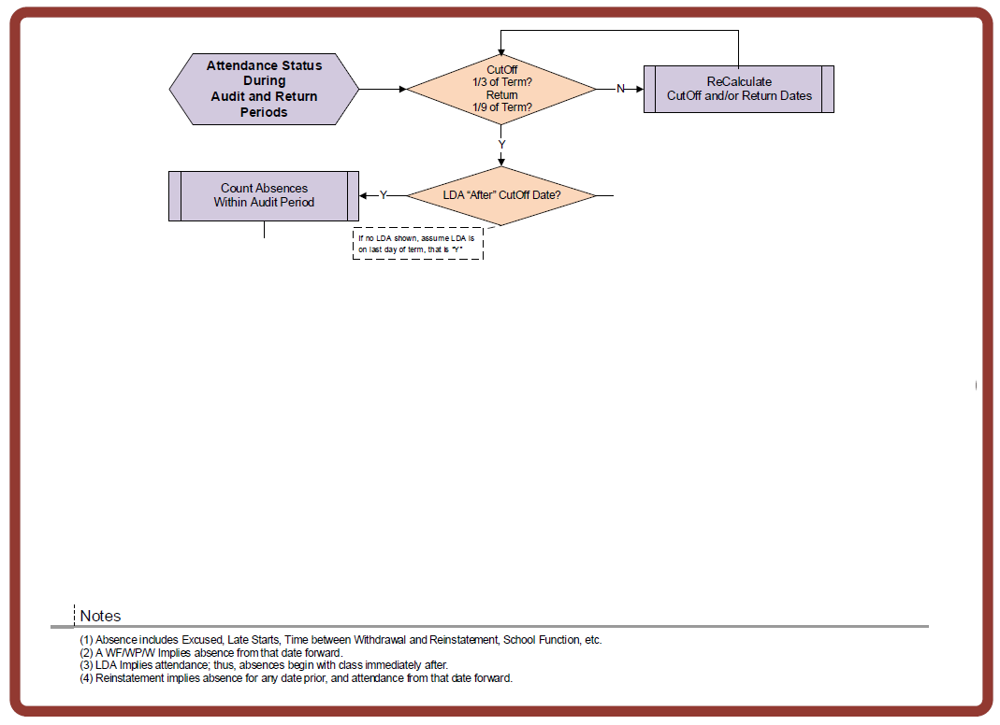 Attendance Status
During
Audit and Return
Periods
CutOff
1/3 of Term?
Return
1/9 of Term?
N
ReCalculate
CutOff and/or Return Dates
Y
Count Absences
Within Audit Period
Y
LDA “After” CutOff Date?
If no LDA shown, assume LDA is
on last day of term, that is “Y”
Notes
(1) Absence includes Excused, Late Starts, Time between Withdrawal and Reinstatement, School Function, etc.
(2) A WF/WP/W Implies absence from that date forward.
(3) LDA Implies attendance; thus, absences begin with class immediately after.
(4) Reinstatement implies absence for any date prior, and attendance from that date forward.